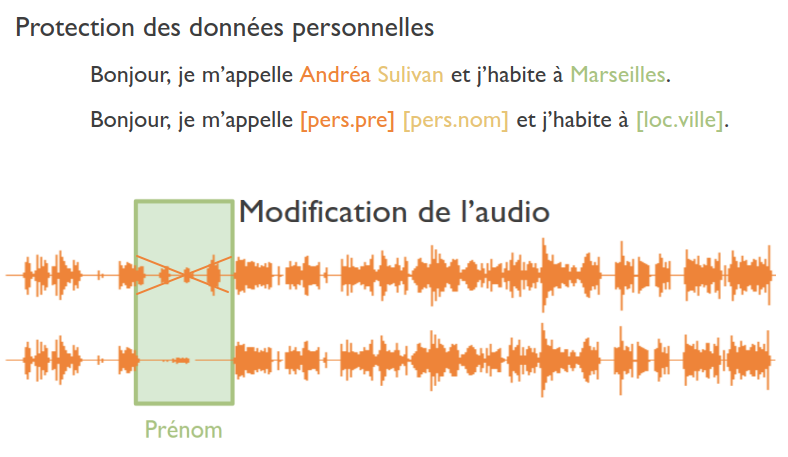 Protection des données personnelles
Bonjour, je m’appelle Andréa Sulivan et j’habite à Marseilles.
Bonjour, je m’appelle [pers.pre] [pers.nom] et j’habite à [loc.ville].
Modification de l’audio
Prénom